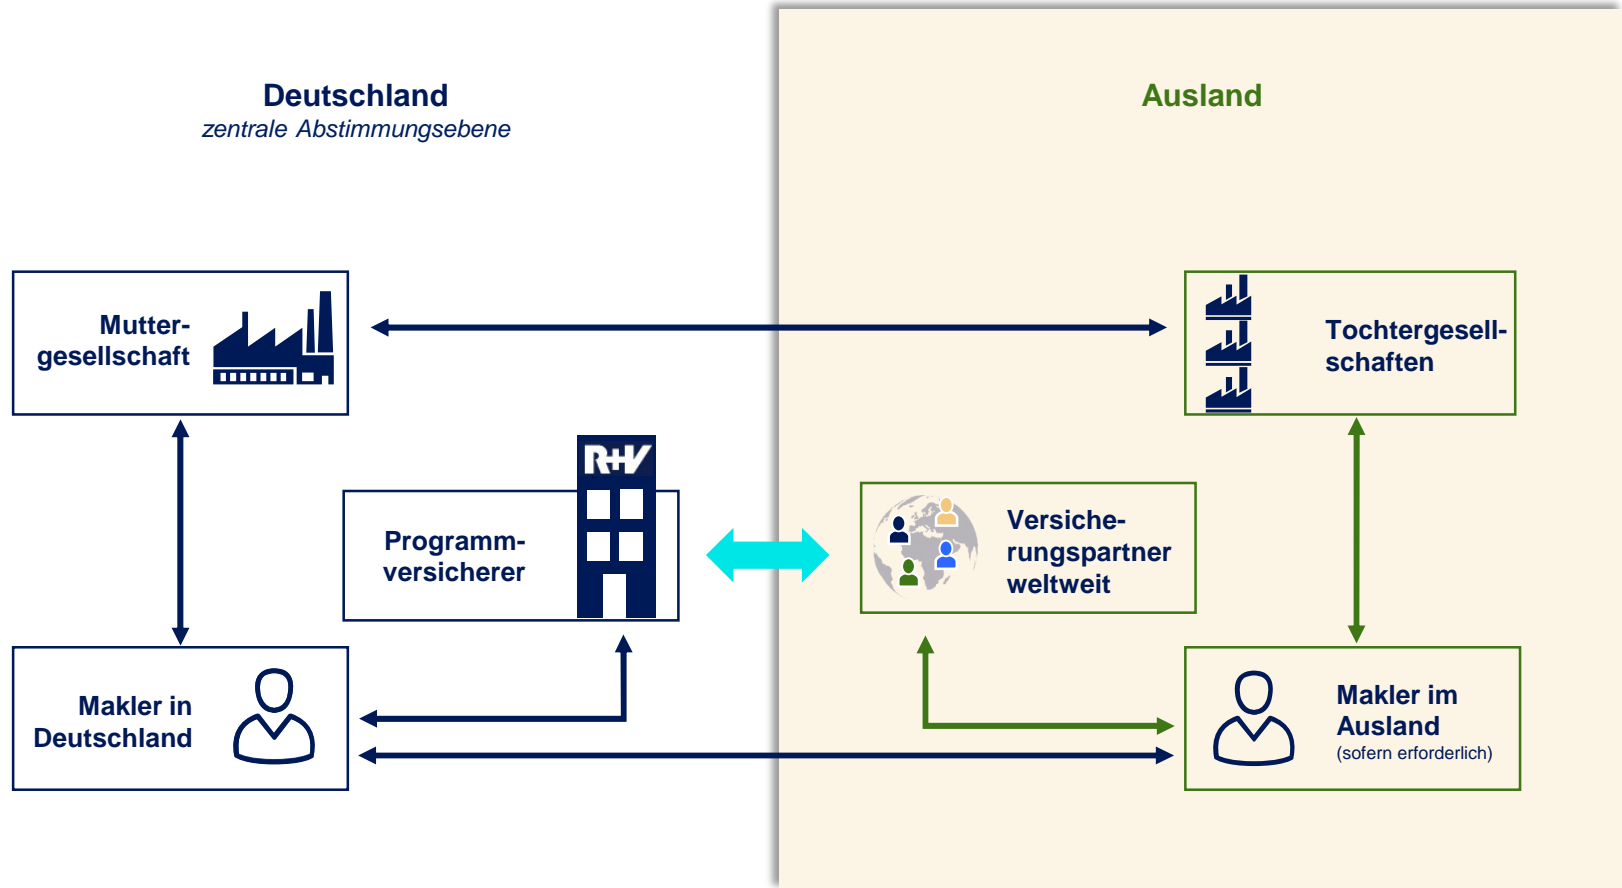 Deutschland
zentrale Abstimmungsebene
Ausland
Mutter-
gesellschaft
Tochtergesell-
schaften
R+V
Programm-
versicherer
Versiche-
rungspartner
weltweit
Makler in
Deutschland
Makler im
Ausland
(sofern erforderlich)